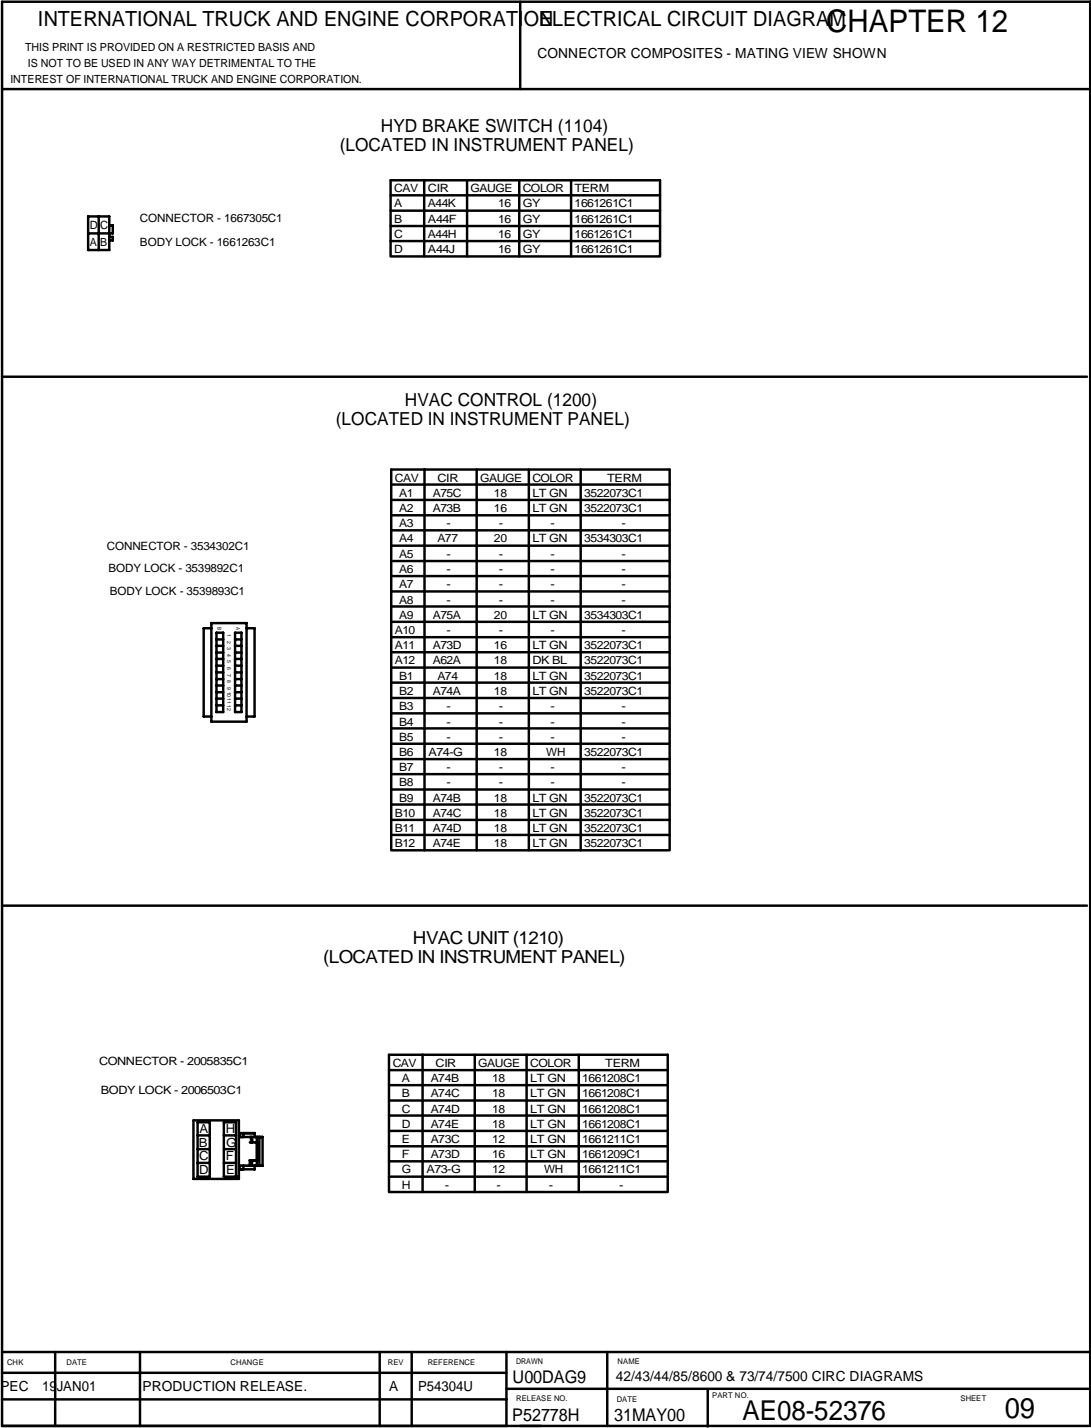 INTERNATIONAL TRUCK AND ENGINE CORPORATION
ELECTRICAL CIRCUIT DIAGRAM
CHAPTER 12
THIS PRINT IS PROVIDED ON A RESTRICTED BASIS AND
IS NOT TO BE USED IN ANY WAY DETRIMENTAL TO THE
INTEREST OF INTERNATIONAL TRUCK AND ENGINE CORPORATION.
CONNECTOR COMPOSITES - MATING VIEW SHOWN
HYD BRAKE SWITCH (1104)
(LOCATED IN INSTRUMENT PANEL)
D C
A B
CONNECTOR - 1667305C1
BODY LOCK - 1661263C1
CAV CIR GAUGE COLOR TERM
A A44K 16 GY 1661261C1
B A44F 16 GY 1661261C1
C A44H 16 GY 1661261C1
D A44J 16 GY 1661261C1
HVAC CONTROL (1200)
(LOCATED IN INSTRUMENT PANEL)
CONNECTOR - 3534302C1
BODY LOCK - 3539892C1
BODY LOCK - 3539893C1
B A
1 2 3 4 5 6 7 8 9 10 11 12
CAV CIR GAUGE COLOR TERM
A1 A75C 18 LT GN 3522073C1
A2 A73B 16 LT GN 3522073C1
A3 - - - -
A4 A77 20 LT GN 3534303C1
A5 - - - -
A6 - - - -
A7 - - - -
A8 - - - -
A9 A75A 20 LT GN 3534303C1
A10 - - - -
A11 A73D 16 LT GN 3522073C1
A12 A62A 18 DK BL 3522073C1
B1 A74 18 LT GN 3522073C1
B2 A74A 18 LT GN 3522073C1
B3 - - - -
B4 - - - -
B5 - - - -
B6 A74-G 18 WH 3522073C1
B7 - - - -
B8 - - - -
B9 A74B 18 LT GN 3522073C1
B10 A74C 18 LT GN 3522073C1
B11 A74D 18 LT GN 3522073C1
B12 A74E 18 LT GN 3522073C1
HVAC UNIT (1210)
(LOCATED IN INSTRUMENT PANEL)
CONNECTOR - 2005835C1
BODY LOCK - 2006503C1
A H
B G
C F
D E
CAV CIR GAUGE COLOR TERM
A A74B 18 LT GN 1661208C1
B A74C 18 LT GN 1661208C1
C A74D 18 LT GN 1661208C1
D A74E 18 LT GN 1661208C1
E A73C 12 LT GN 1661211C1
F A73D 16 LT GN 1661209C1
G A73-G 12 WH 1661211C1
H - - - -
CHK DATE CHANGE REV REFERENCE
PEC 19JAN01 PRODUCTION RELEASE. A P54304U
DRAWN
U00DAG9
NAME
42/43/44/85/8600 & 73/74/7500 CIRC DIAGRAMS
RELEASE NO.
P52778H
DATE
31MAY00
PART NO.
AE08-52376
SHEET
09